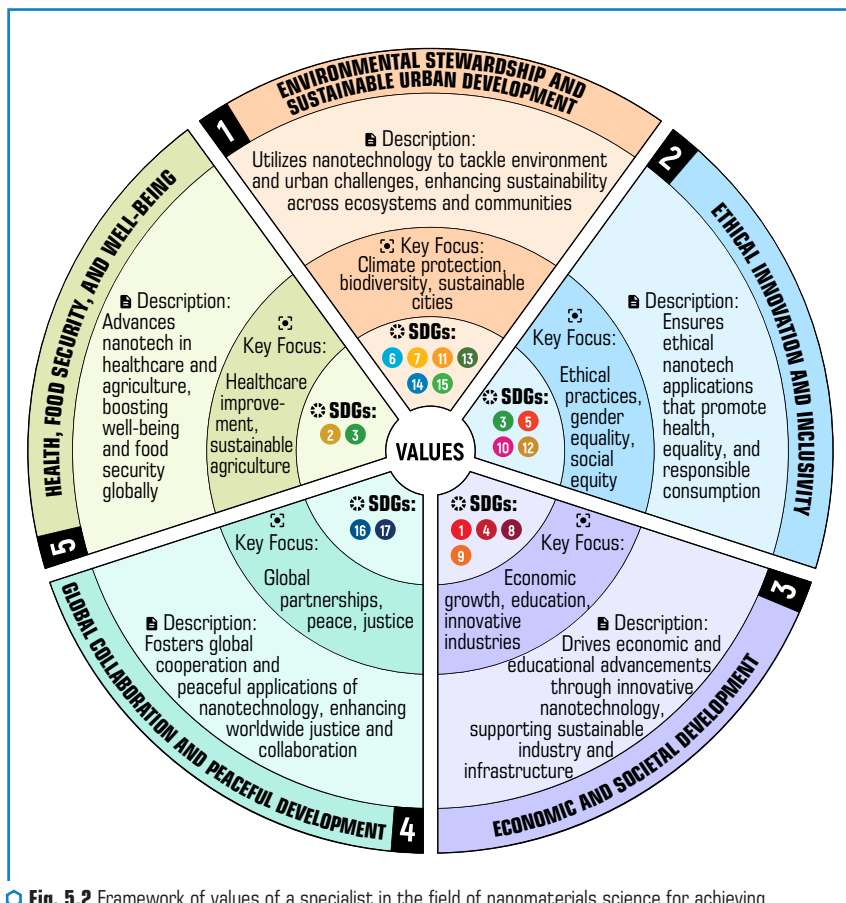 1
ENVIRONMENTAL STEWARDSHIP AND
SUSTAINABLE URBAN DEVELOPMENT
Description:
Utilizes nanotechnology to tackle environment
and urban challenges, enhancing sustainability
across ecosystems and communities
Key Focus:
Climate protection,
biodiversity, sustainable
cities
SDGs:
6 7 11 13
14 15
2
ETHICAL INNOVATION AND INCLUSIVITY
Description:
Ensures
ethical
nanotech
applications
that promote
health,
equality, and
responsible
consumption
Key Focus:
Ethical
practices,
gender
equality,
social
equity
SDGs:
3 5
10 12
3
ECONOMIC AND SOCIETAL DEVELOPMENT
Description:
Drives economic and
educational advancements
through innovative
nanotechnology,
supporting sustainable
industry and
infrastructure
Key Focus:
Economic
growth, education,
innovative
industries
SDGs:
1 4 8
9
4
GLOBAL COLLABORATION AND PEACEFUL DEVELOPMENT
Description:
Fosters global
cooperation and
peaceful applications of
nanotechnology, enhancing
worldwide justice and
collaboration
Key Focus:
Global
partnerships,
peace, justice
SDGs:
16 17
5
HEALTH, FOOD SECURITY, AND WELL-BEING
Description:
Advances
nanotech in
healthcare and
agriculture,
boosting
well-being
and food
security
globally
Key Focus:
Healthcare
improve-
ment,
sustainable
agriculture
SDGs:
2 3
VALUES
Fig. 5.2 Framework of values of a specialist in the field of nanomaterials science for achieving